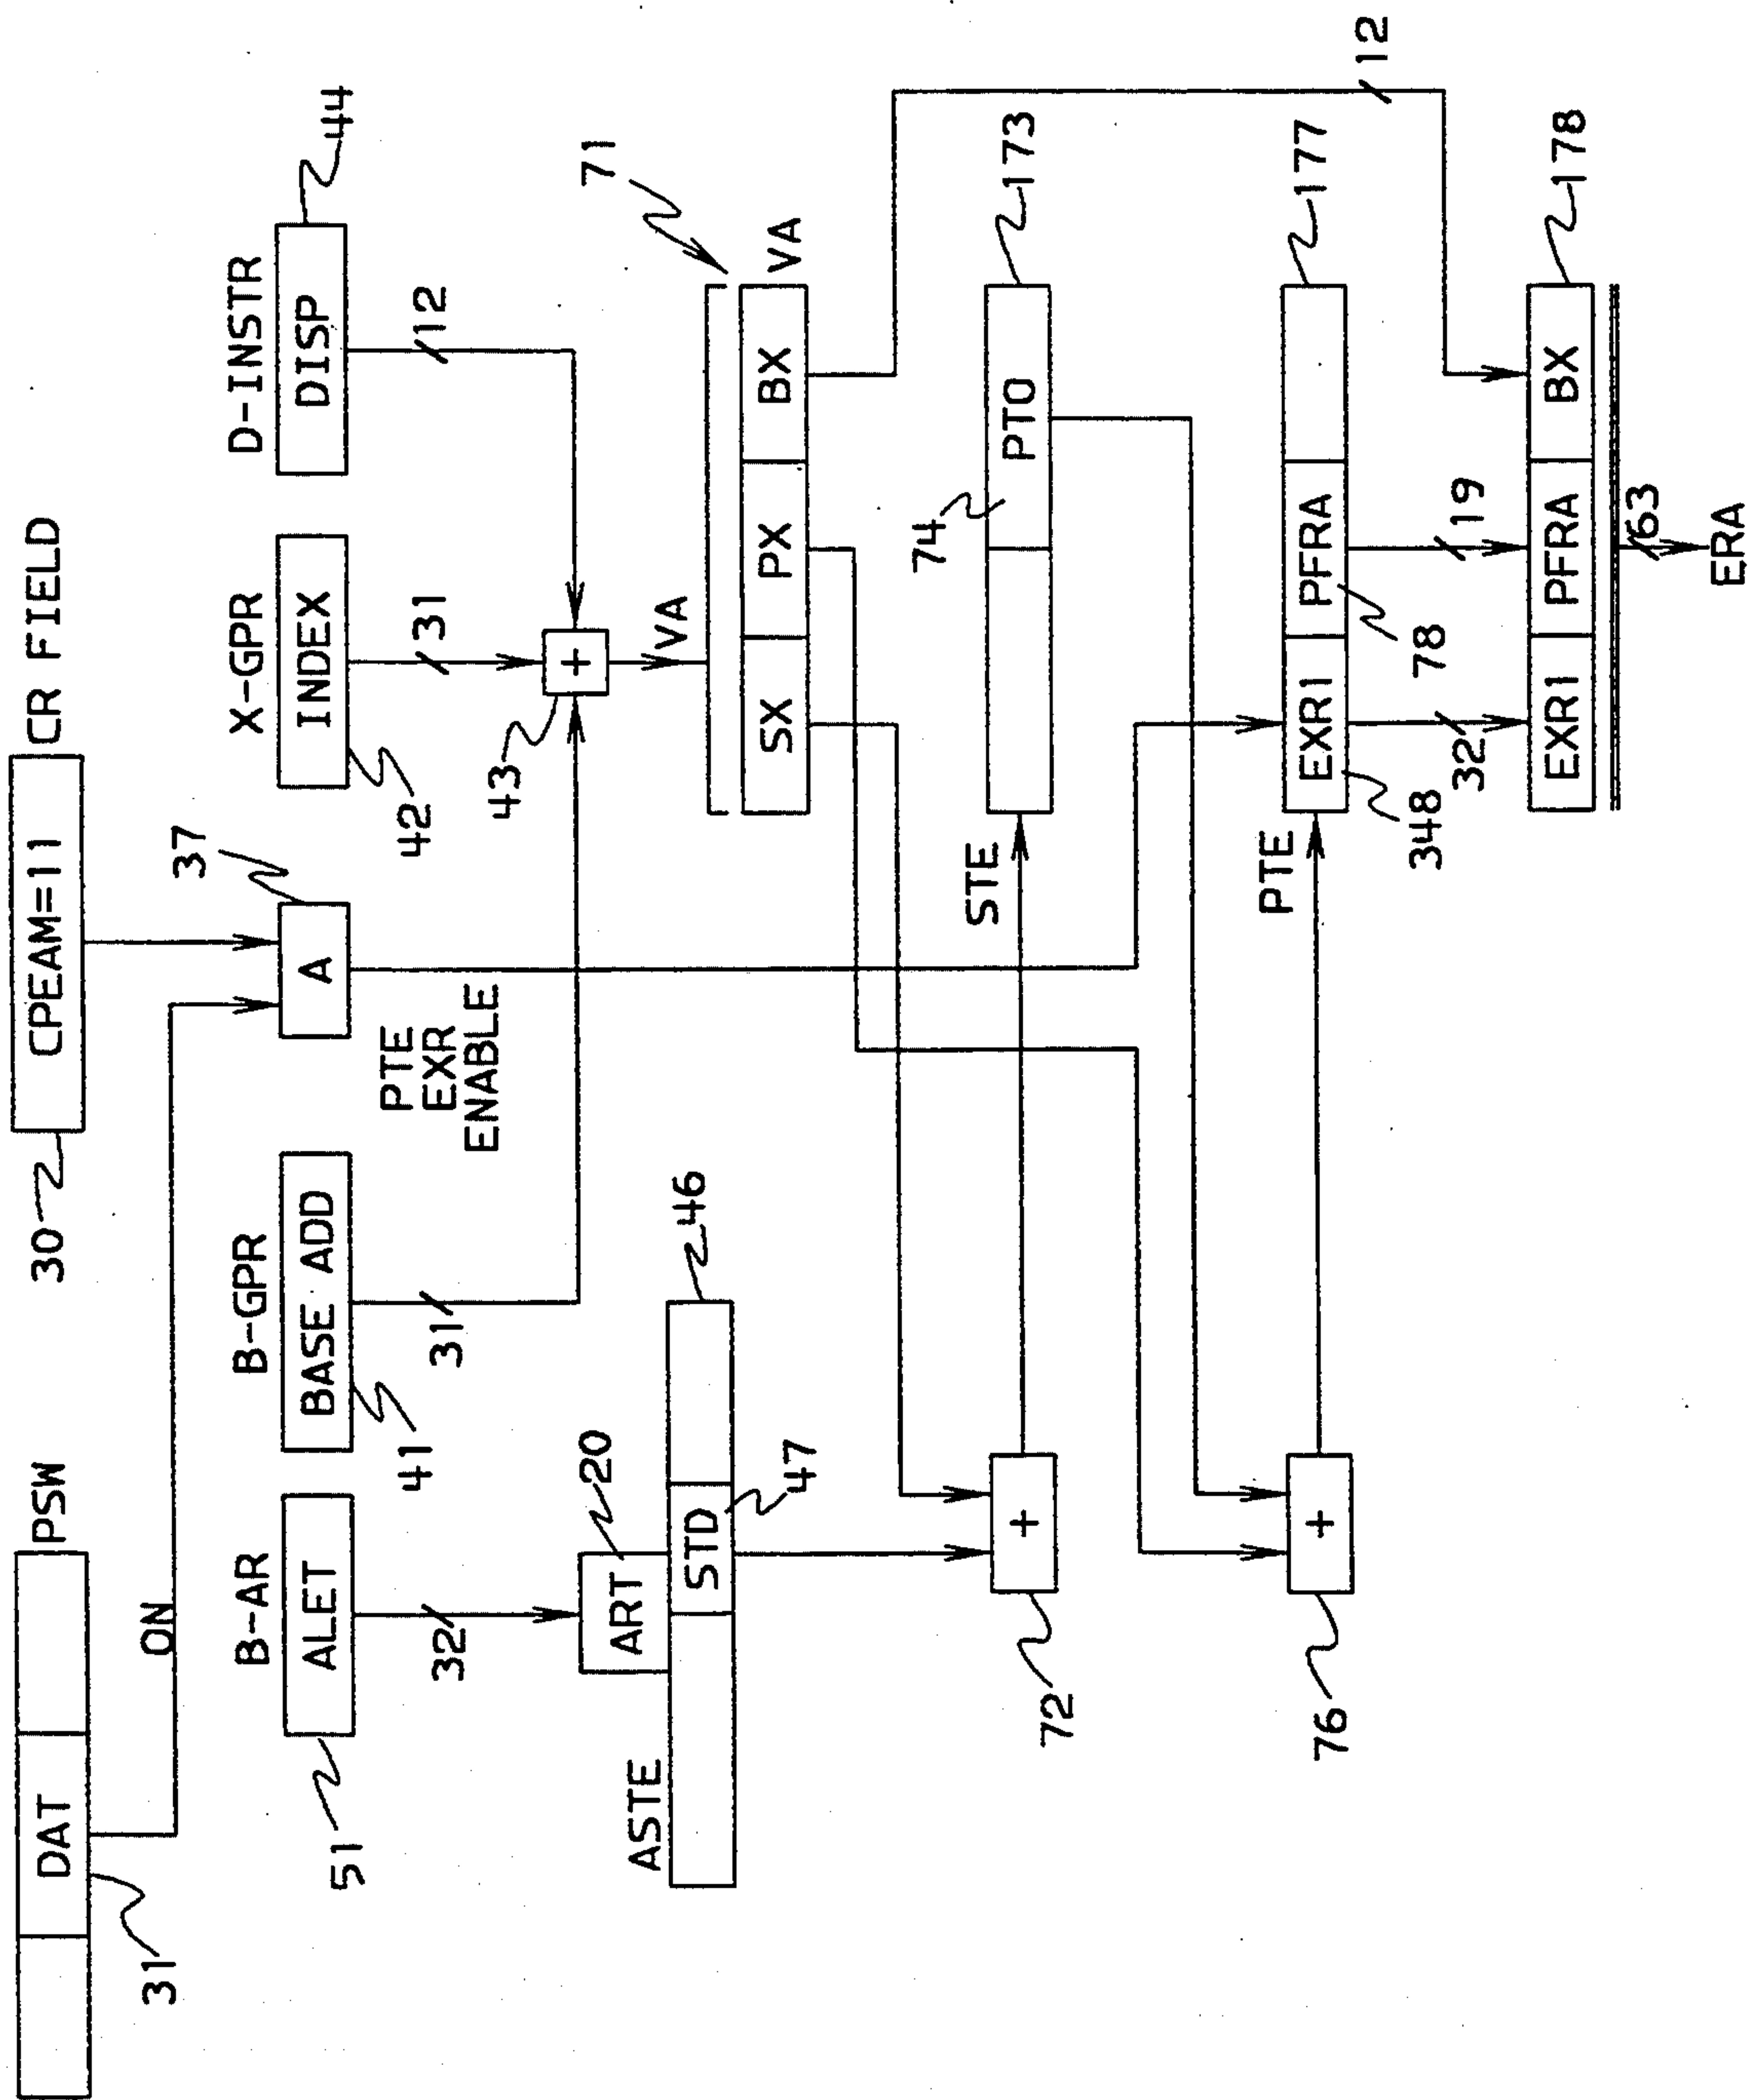 PSW
DAT
31
ON
CR FIELD
CPEAM=11
30
37
A
PTE
EXR
ENABLE
B-AR
ALET
51
32
B-GPR
BASE ADD
41
31
X-GPR
INDEX
42
31
D-INSTR
DISP
44
12
43
+
VA
ART
20
ASTE
STD
46
47
71
VA
SX
PX
BX
12
72
+
STE
74
PTO
173
76
+
PTE
EXR1
PFRA
177
348
78
32
19
EXR1
PFRA
BX
178
63
ERA